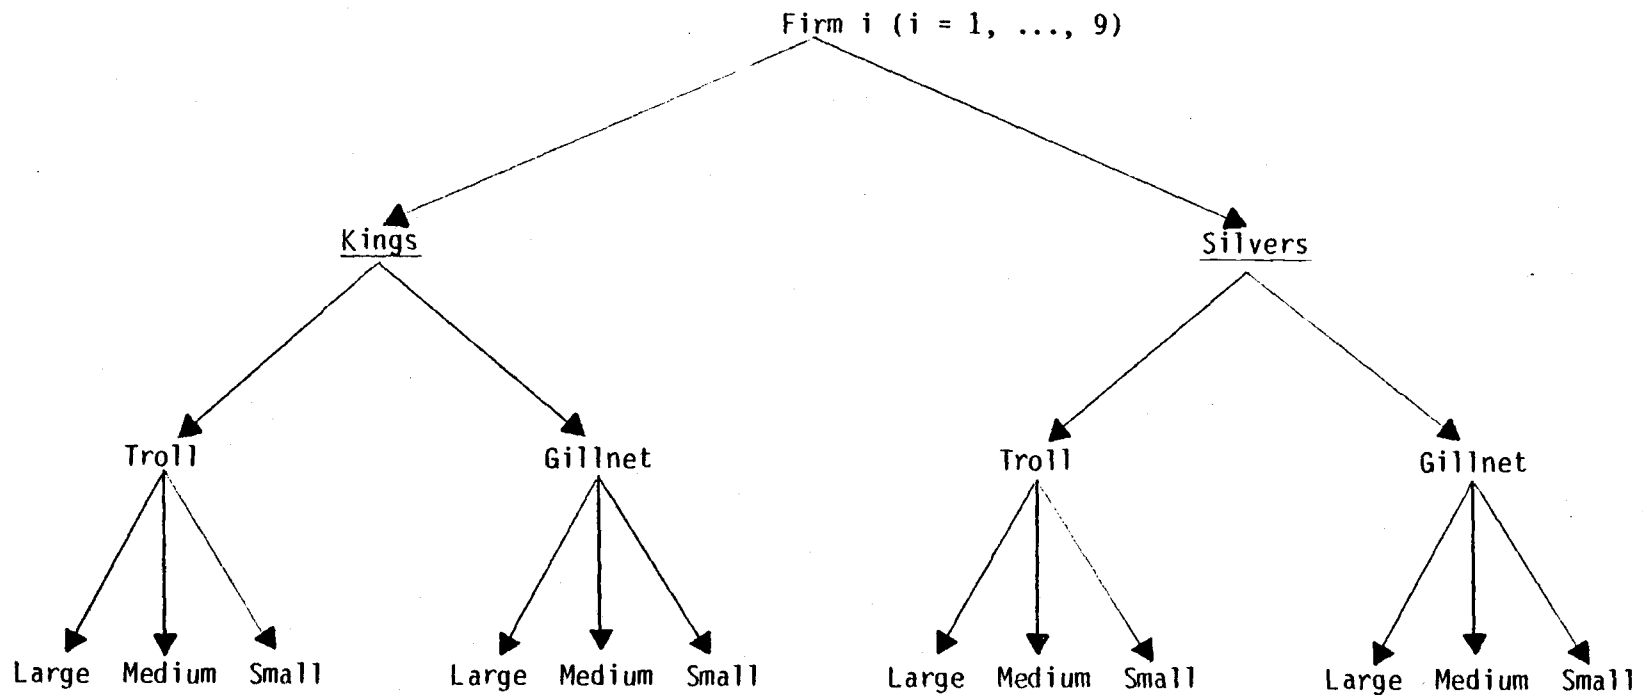 Firm i (i = 1, ..., 9)
Kings Silvers
Troll Gillnet Troll Gillnet
Large Medium Small Large Medium Small Large Medium Small Large Medium Small